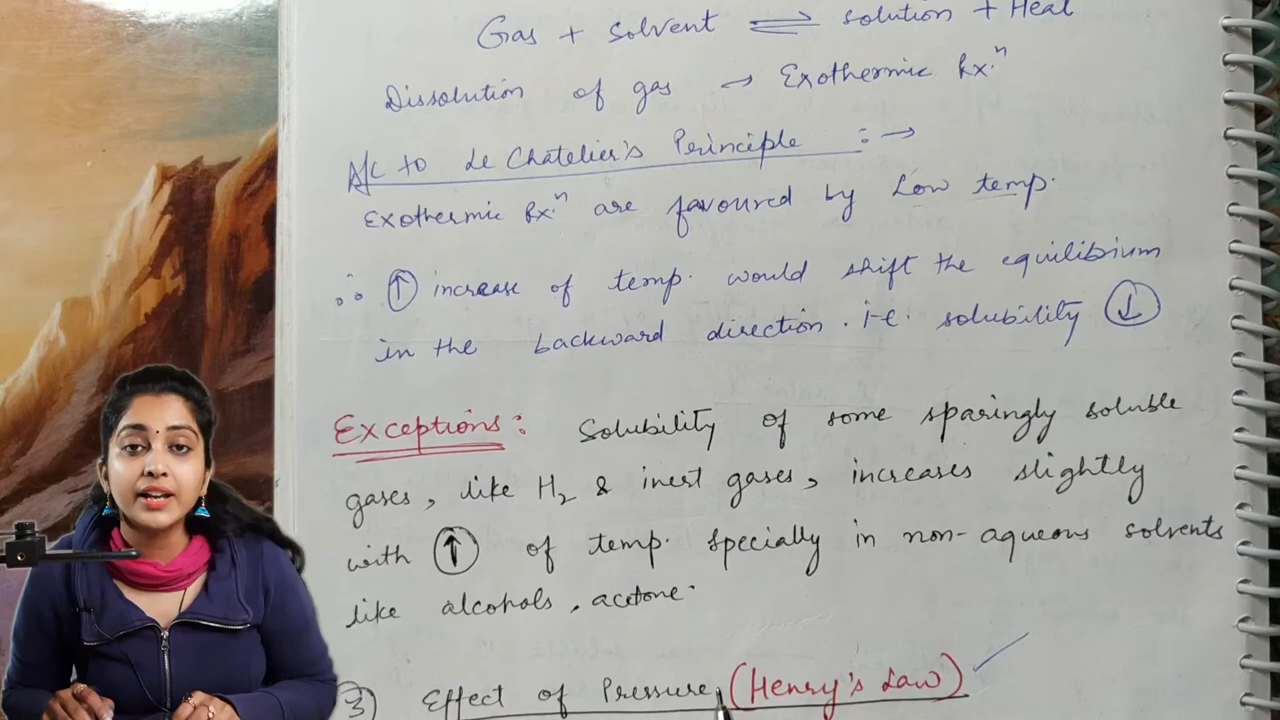 Gas + Solvent ⇌ solution + Heat
Dissolution of gas → Exothermic Rx.ⁿ
A/c to Le Chatelier's Principle :→
Exothermic Rx.ⁿ are favoured by Low temp.
∴ ↑ increase of temp. would shift the equilibrium
in the backward direction. i.e. solubility ↓
Exceptions: Solubility of some sparingly soluble
gases, like H₂ & inert gases, increases slightly
with ↑ of temp. specially in non-aqueous solvents
like alcohols, acetone.
3) Effect of Pressure (Henry's Law)